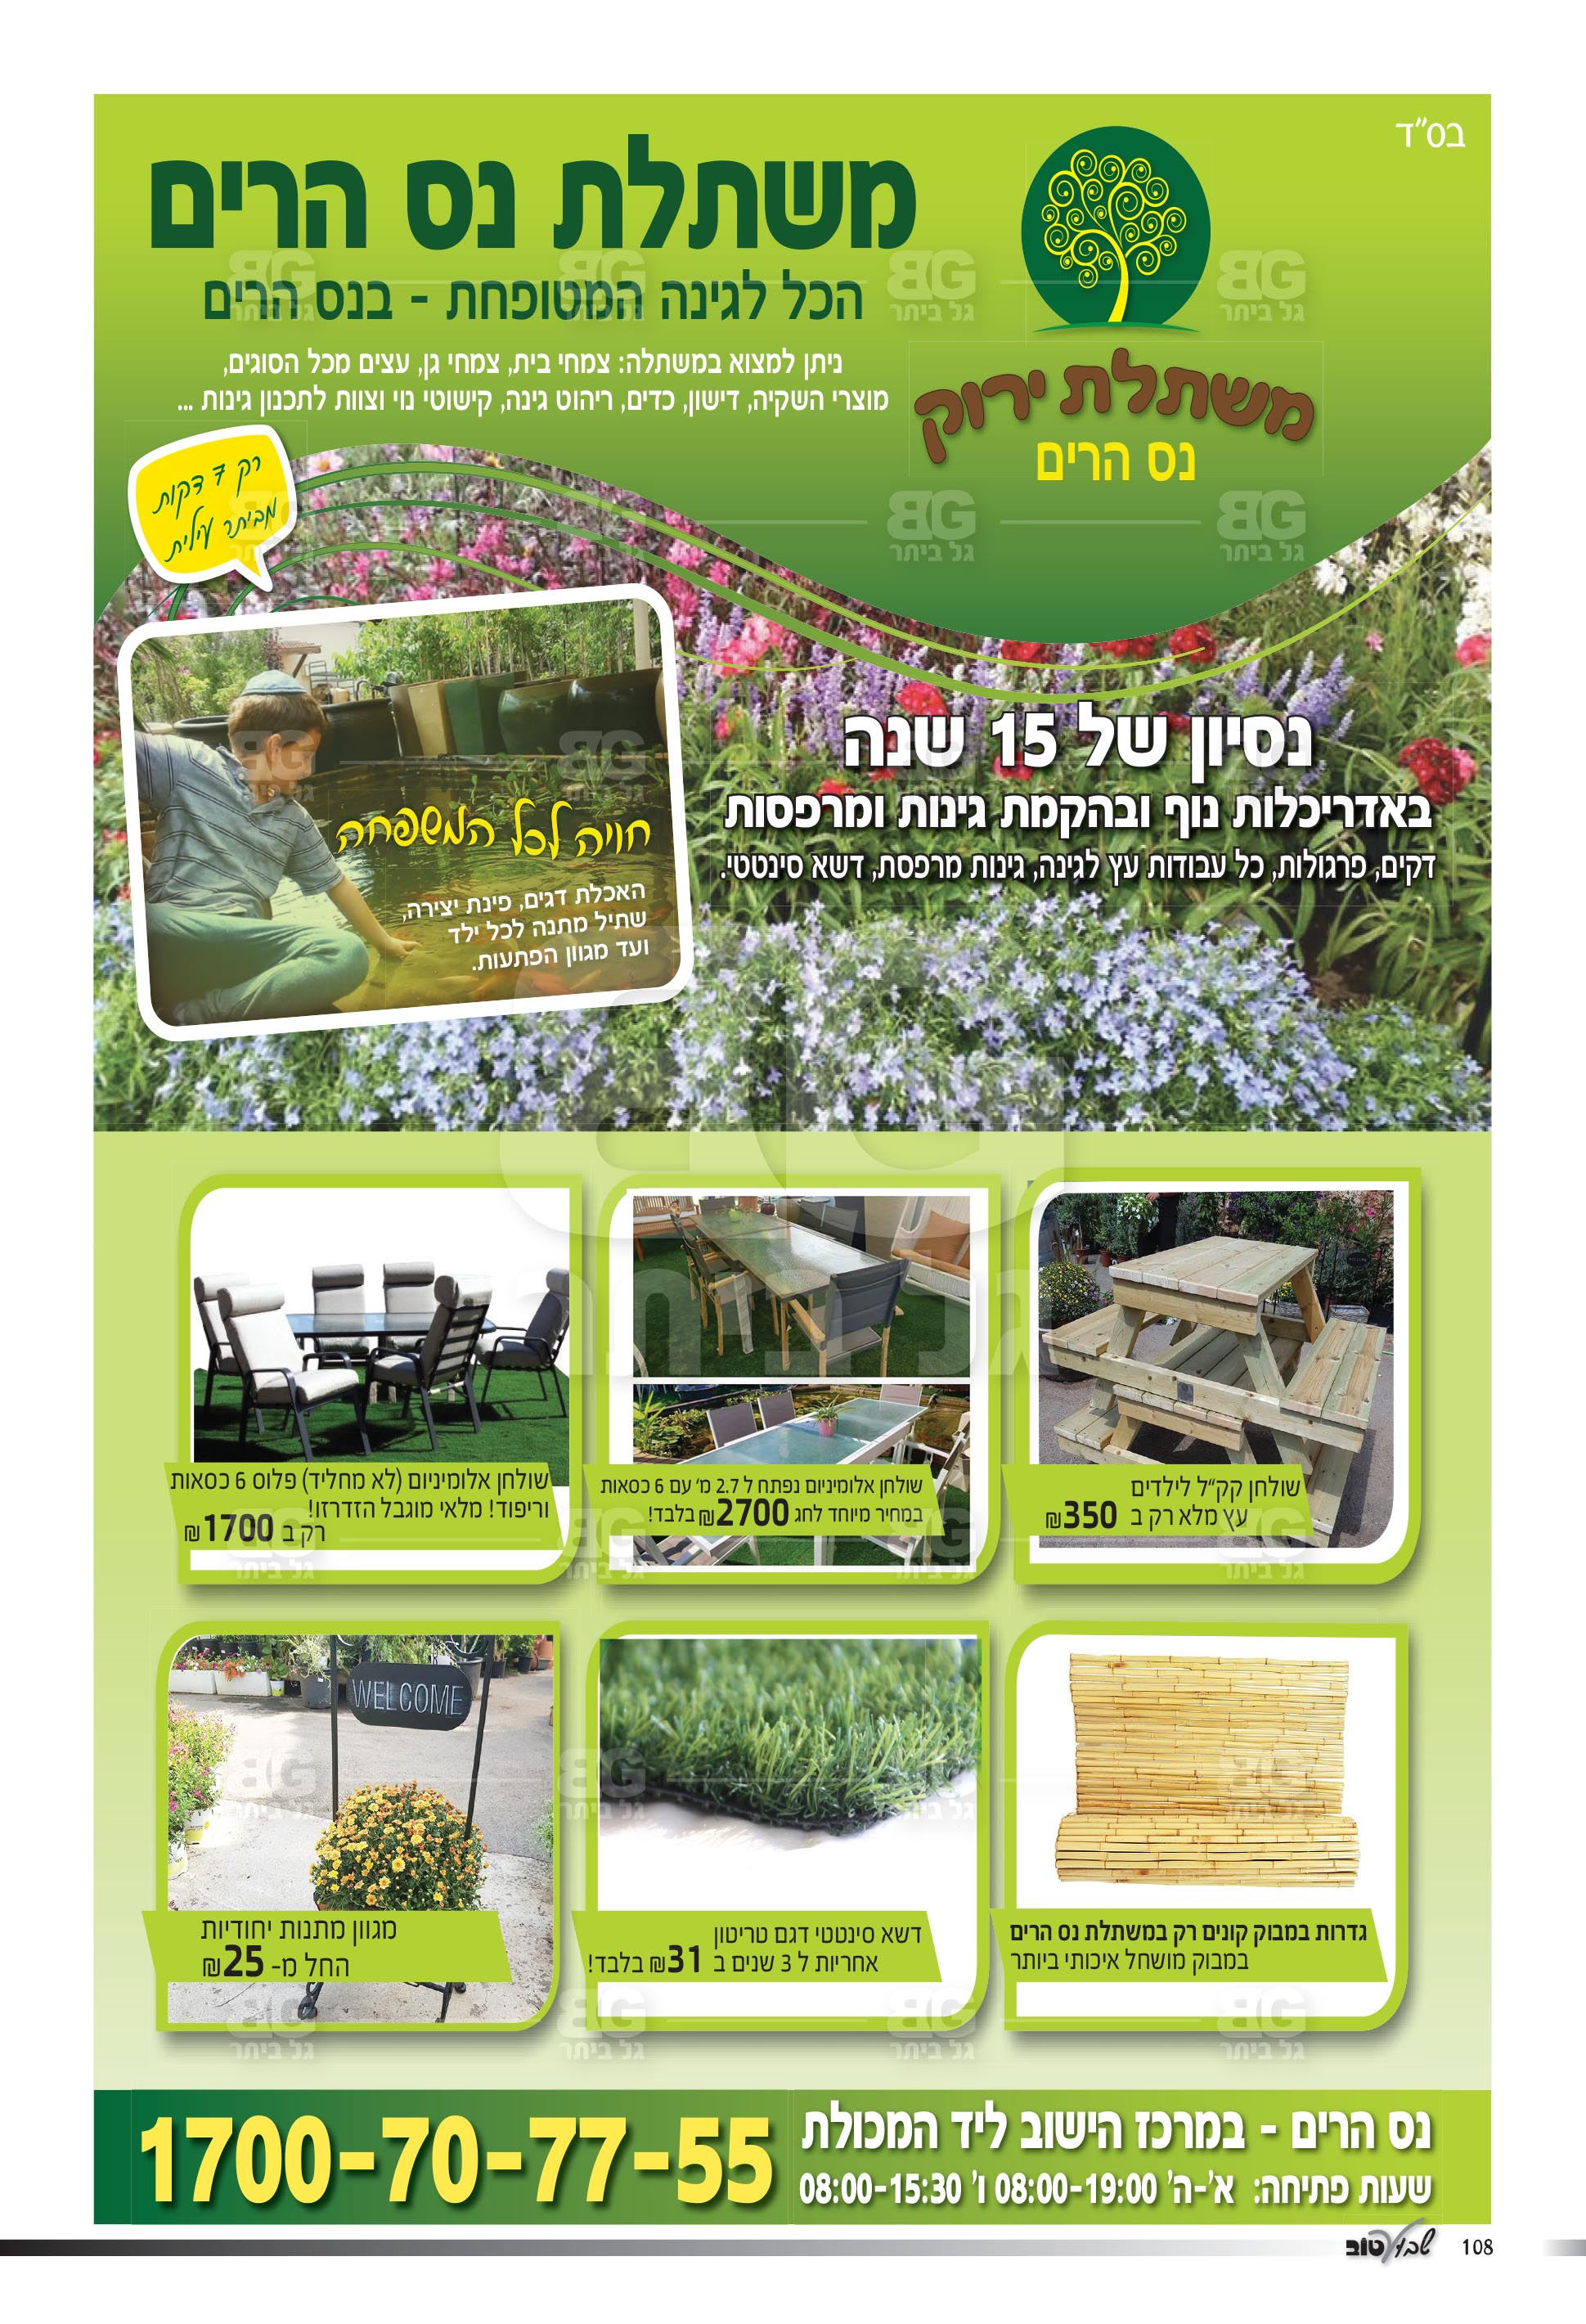 בס"ד
משתלת נס הרים
הכל לגינה המטופחת - בנס הרים
ניתן למצוא במשתלה: צמחי בית, צמחי גן, עצים מכל הסוגים,
מוצרי השקיה, דישון, כדים, ריהוט גינה, קישוטי נוי וצוות לתכנון גינות ...
משתלת ירוק
נס הרים
רק 7 דקות
מביתר עילית
נסיון של 15 שנה
באדריכלות נוף ובהקמת גינות ומרפסות
דקים, פרגולות, כל עבודות עץ לגינה, גינות מרפסת, דשא סינטטי.
חויה לכל המשפחה
האכלת דגים, פינת יצירה,
שתיל מתנה לכל ילד
ועד מגוון הפתעות.
שולחן קק"ל לילדים
עץ מלא רק ב 350₪
שולחן אלומיניום נפתח ל 2.7 מ' עם 6 כסאות
במחיר מיוחד לחג 2700₪ בלבד!
שולחן אלומיניום (לא מחליד) פלוס 6 כסאות
וריפוד! מלאי מוגבל הזדרזו!
רק ב 1700₪
גדרות במבוק קונים רק במשתלת נס הרים
במבוק מושחל איכותי ביותר
דשא סינטטי דגם טריטון
אחריות ל 3 שנים ב 31₪ בלבד!
WELCOME
מגוון מתנות יחודיות
החל מ- 25₪
נס הרים - במרכז הישוב ליד המכולת
שעות פתיחה: א'-ה' 08:00-19:00 ו' 08:00-15:30
1700-70-77-55
108 שבוע טוב
BG
גל ביתר